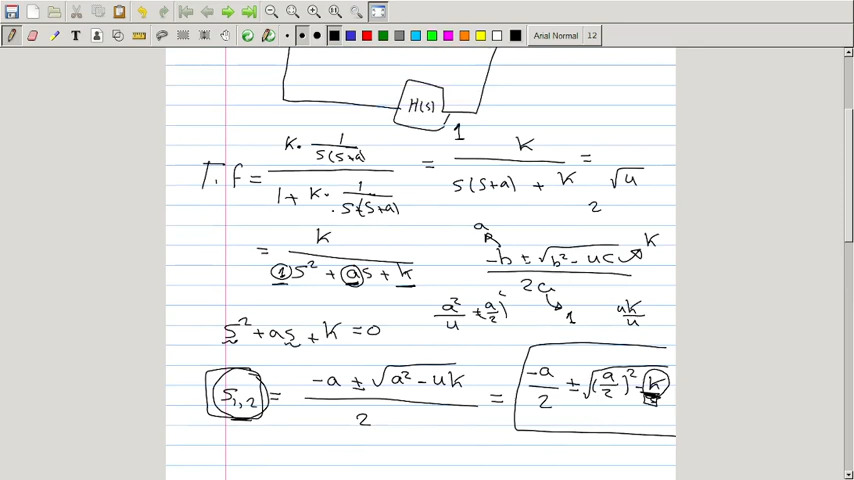 Arial Normal 12
H(s)
1
T.f = K · 1/s(s+a) / 1 + K · 1/s(s+a) = K / s(s+a) + K =
√4
2
= K / 1s² + as + K
a
-b ± √b² - 4c / 2a
K
1
a²/4 ± (a/2)²
4K/4
s² + as + K = 0
s1,2 = -a ± √a² - 4K / 2 = -a/2 ± √(a/2)² - K